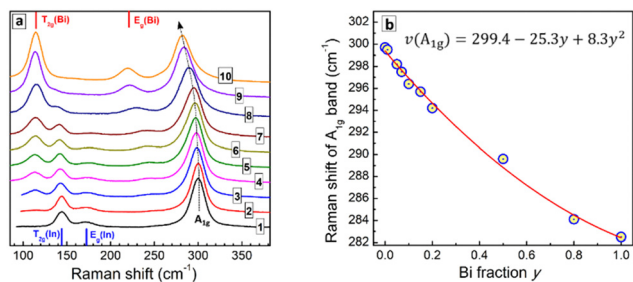 a
T2g(Bi)
Eg(Bi)
10
9
8
7
6
5
4
3
2
1
A1g
T2g(In)
Eg(In)
100 150 200 250 300 350
Raman shift (cm-1)
b
ν(A1g) = 299.4 − 25.3y + 8.3y²
Raman shift of A1g band (cm-1)
300
298
296
294
292
290
288
286
284
282
0.0 0.2 0.4 0.6 0.8 1.0
Bi fraction y